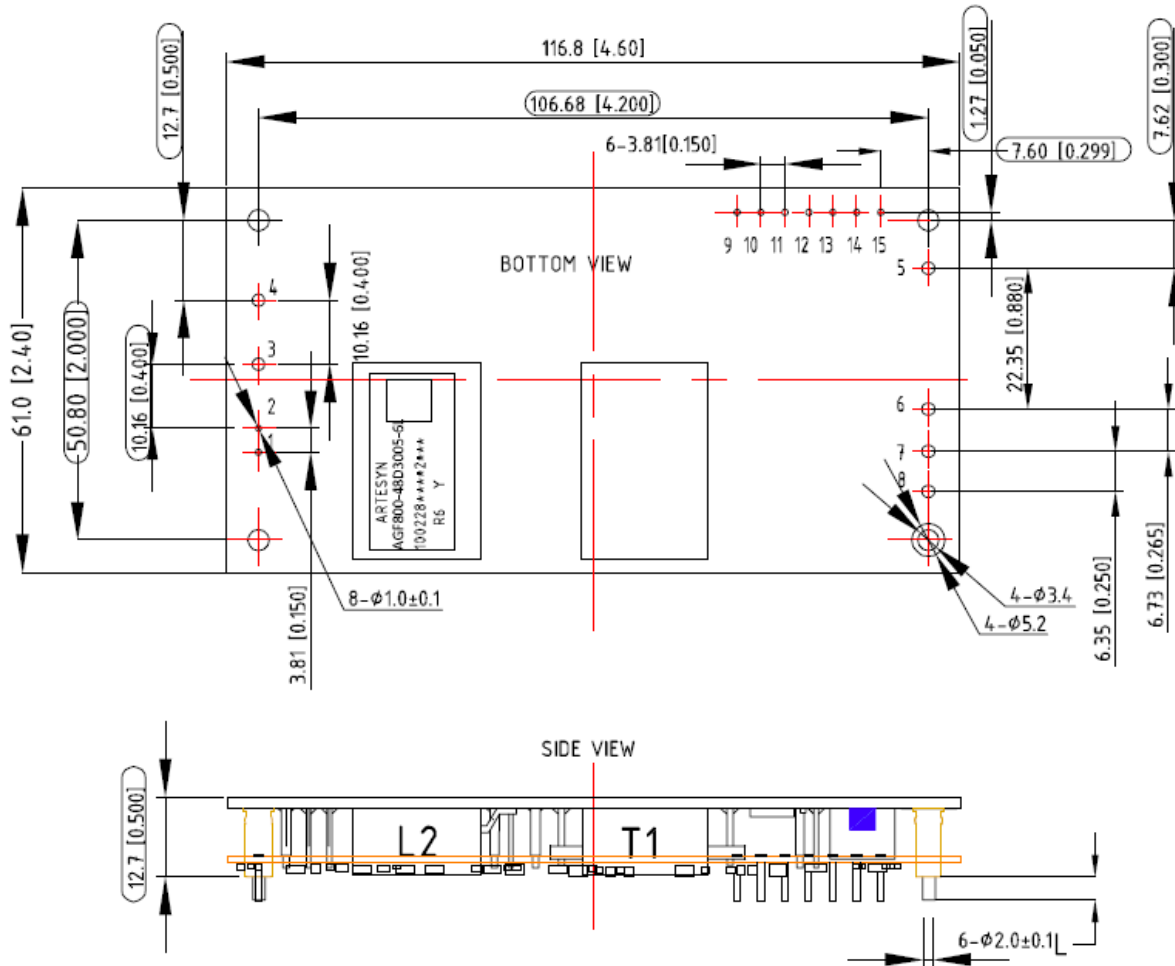 116.8 [4.60]
106.68 [4.200]
12.7 [0.500]
1.27 [0.050]
7.62 [0.300]
6-3.81[0.150]
7.60 [0.299]
9 10 11 12 13 14 15
BOTTOM VIEW
5
4
10.16 [0.400]
22.35 [0.880]
61.0 [2.40]
50.80 [2.000]
10.16 [0.400]
3
2
1
6
7
8
ARTESYN
AGF800-48D3005-6L
100228****2***
R6 Y
8-ϕ1.0±0.1
3.81 [0.150]
4-ϕ3.4
4-ϕ5.2
6.35 [0.250]
6.73 [0.265]
SIDE VIEW
12.7 [0.500]
L2
T1
6-ϕ2.0±0.1